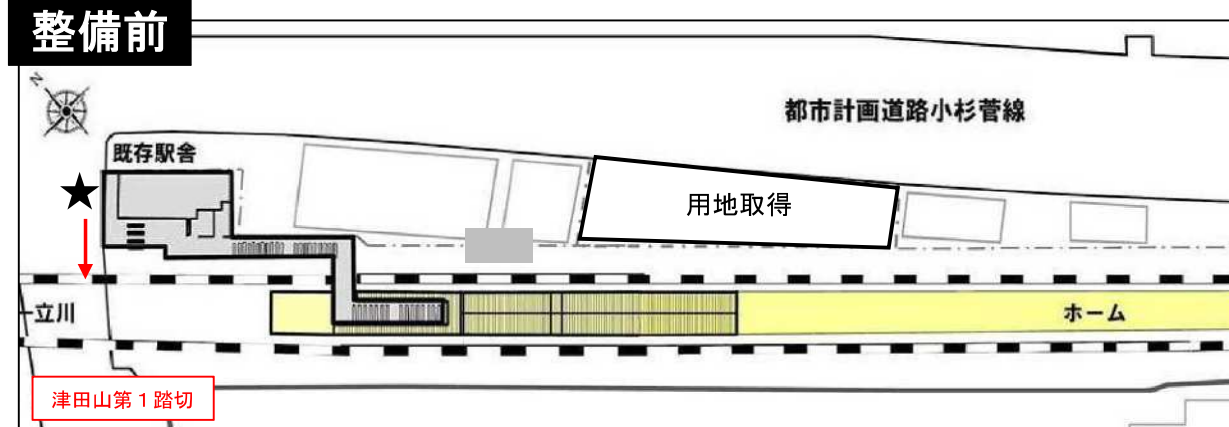 整備前
N
都市計画道路小杉菅線
既存駅舎
★
用地取得
立川
ホーム
津田山第1踏切